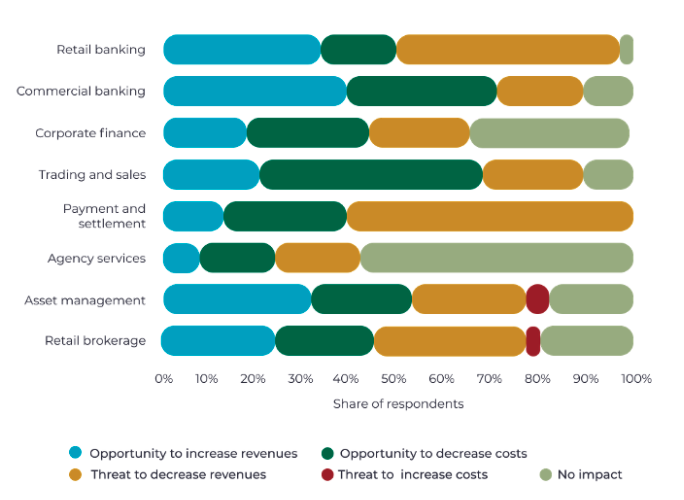 Retail banking
Commercial banking
Corporate finance
Trading and sales
Payment and
settlement
Agency services
Asset management
Retail brokerage
0% 10% 20% 30% 40% 50% 60% 70% 80% 90% 100%
Share of respondents
Opportunity to increase revenues Opportunity to decrease costs
Threat to decrease revenues Threat to increase costs No impact